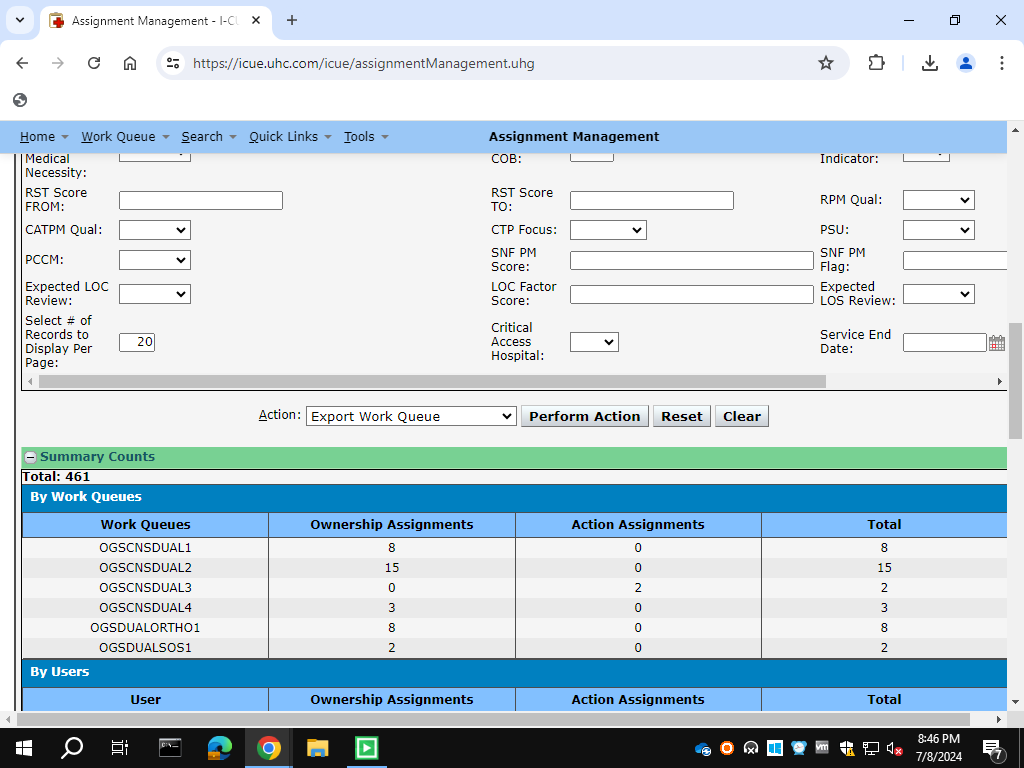 Assignment Management - I-CU
https://icue.uhc.com/icue/assignmentManagement.uhg
Home Work Queue Search Quick Links Tools Assignment Management
Medical Necessity: COB: Indicator:
RST Score FROM: RST Score TO: RPM Qual:
CATPM Qual: CTP Focus: PSU:
PCCM: SNF PM Score: SNF PM Flag:
Expected LOC Review: LOC Factor Score: Expected LOS Review:
Select # of Records to Display Per Page: 20 Critical Access Hospital: Service End Date:
Action: Export Work Queue Perform Action Reset Clear
Summary Counts
Total: 461
By Work Queues
Work Queues Ownership Assignments Action Assignments Total
OGSCNSDUAL1 8 0 8
OGSCNSDUAL2 15 0 15
OGSCNSDUAL3 0 2 2
OGSCNSDUAL4 3 0 3
OGSDUALORTHO1 8 0 8
OGSDUALSOS1 2 0 2
By Users
User Ownership Assignments Action Assignments Total
8:46 PM
7/8/2024
7